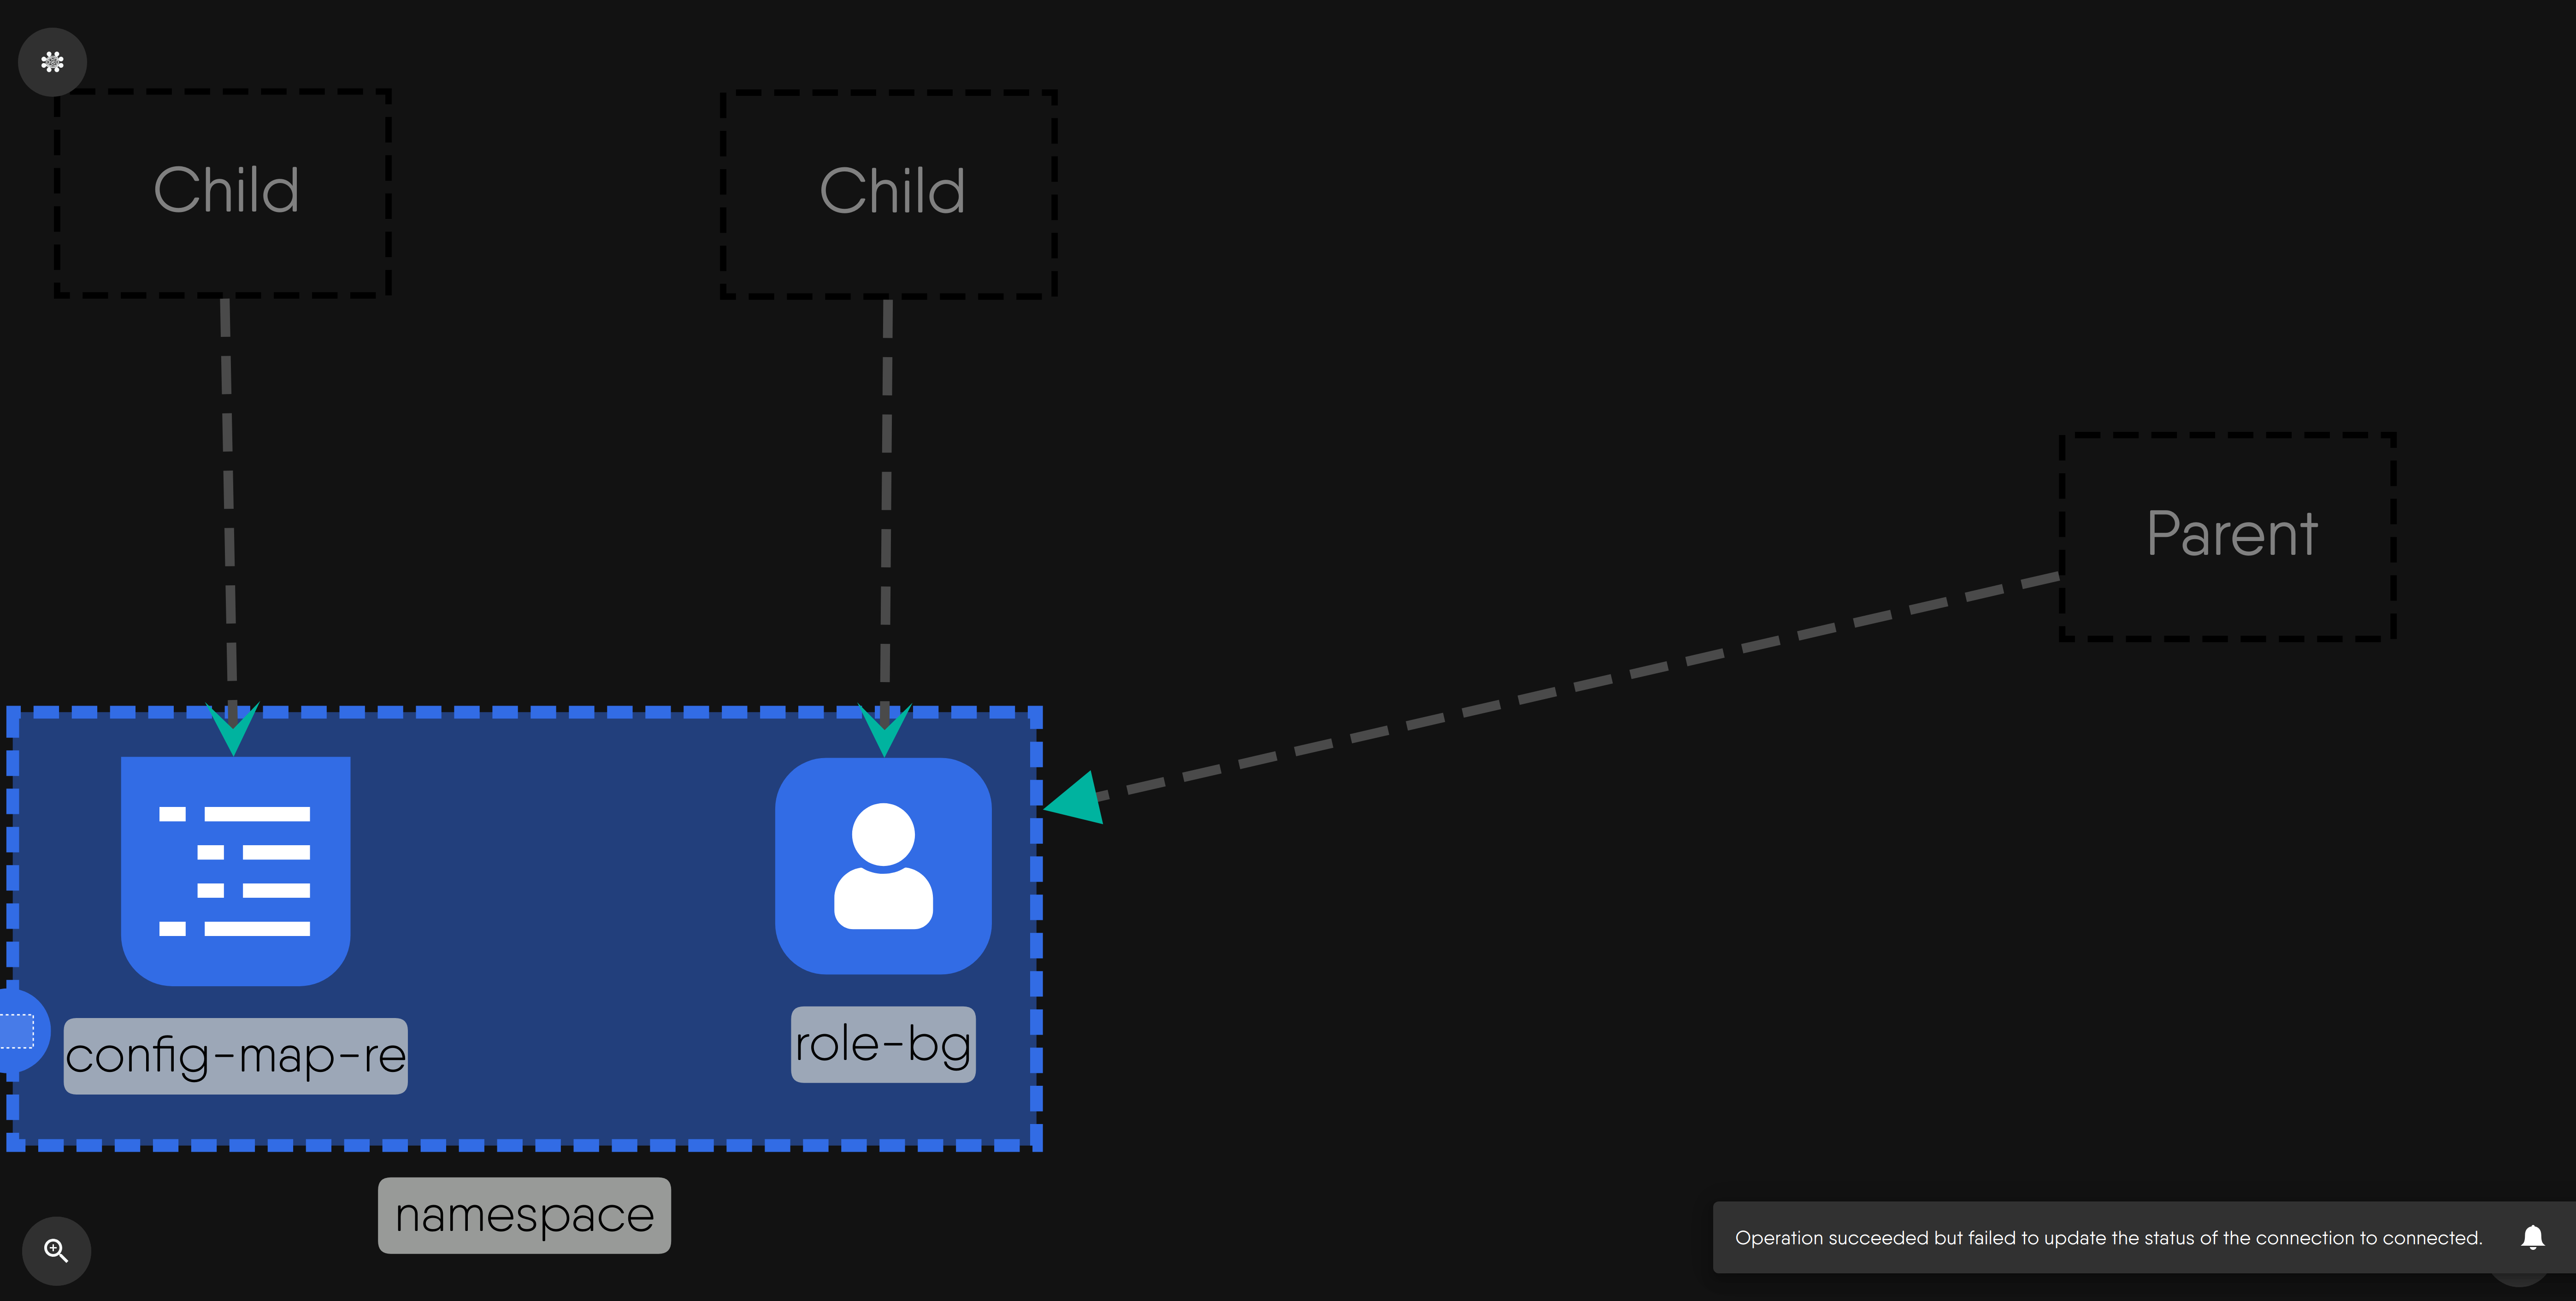 Child
Child
Parent
config-map-re
role-bg
namespace
Operation succeeded but failed to update the status of the connection to connected.